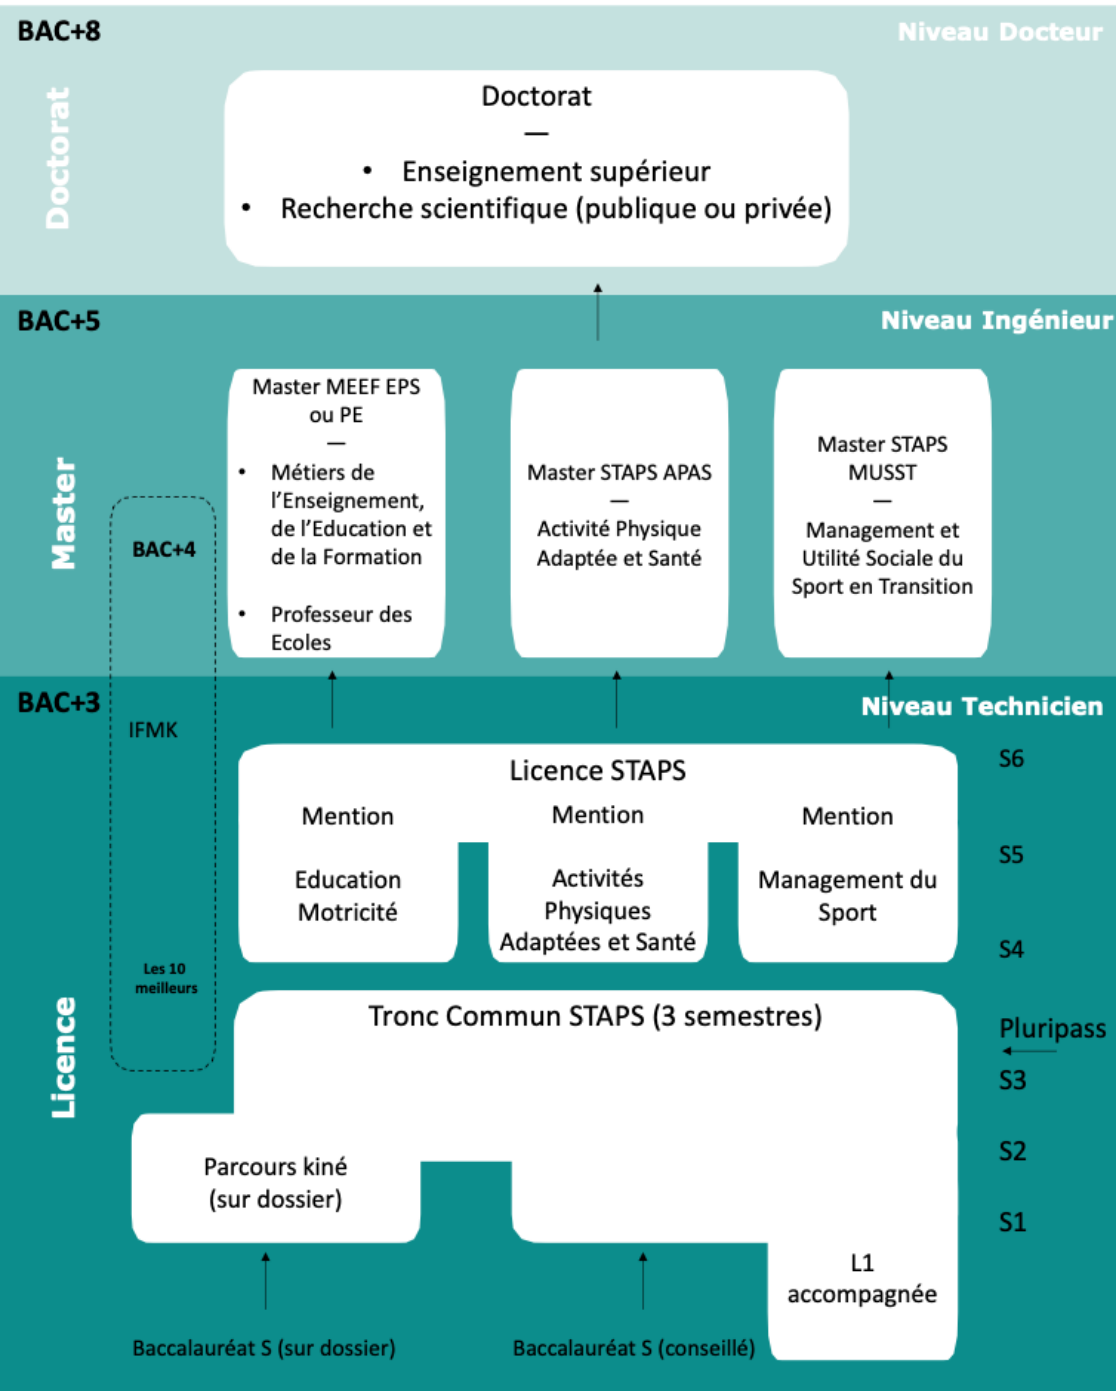 BAC+8
Niveau Docteur
Doctorat
Doctorat
—
• Enseignement supérieur
• Recherche scientifique (publique ou privée)
BAC+5
Niveau Ingénieur
Master
Master MEEF EPS
ou PE
—
• Métiers de
l'Enseignement,
de l'Education et
de la Formation
• Professeur des
Ecoles
Master STAPS APAS
—
Activité Physique
Adaptée et Santé
Master STAPS
MUSST
—
Management et
Utilité Sociale du
Sport en Transition
BAC+4
IFMK
Les 10
meilleurs
BAC+3
Niveau Technicien
Licence
Licence STAPS
Mention
Education
Motricité
Mention
Activités
Physiques
Adaptées et Santé
Mention
Management du
Sport
S6
S5
S4
Tronc Commun STAPS (3 semestres)
Pluripass
S3
S2
S1
Parcours kiné
(sur dossier)
L1
accompagnée
Baccalauréat S (sur dossier)
Baccalauréat S (conseillé)